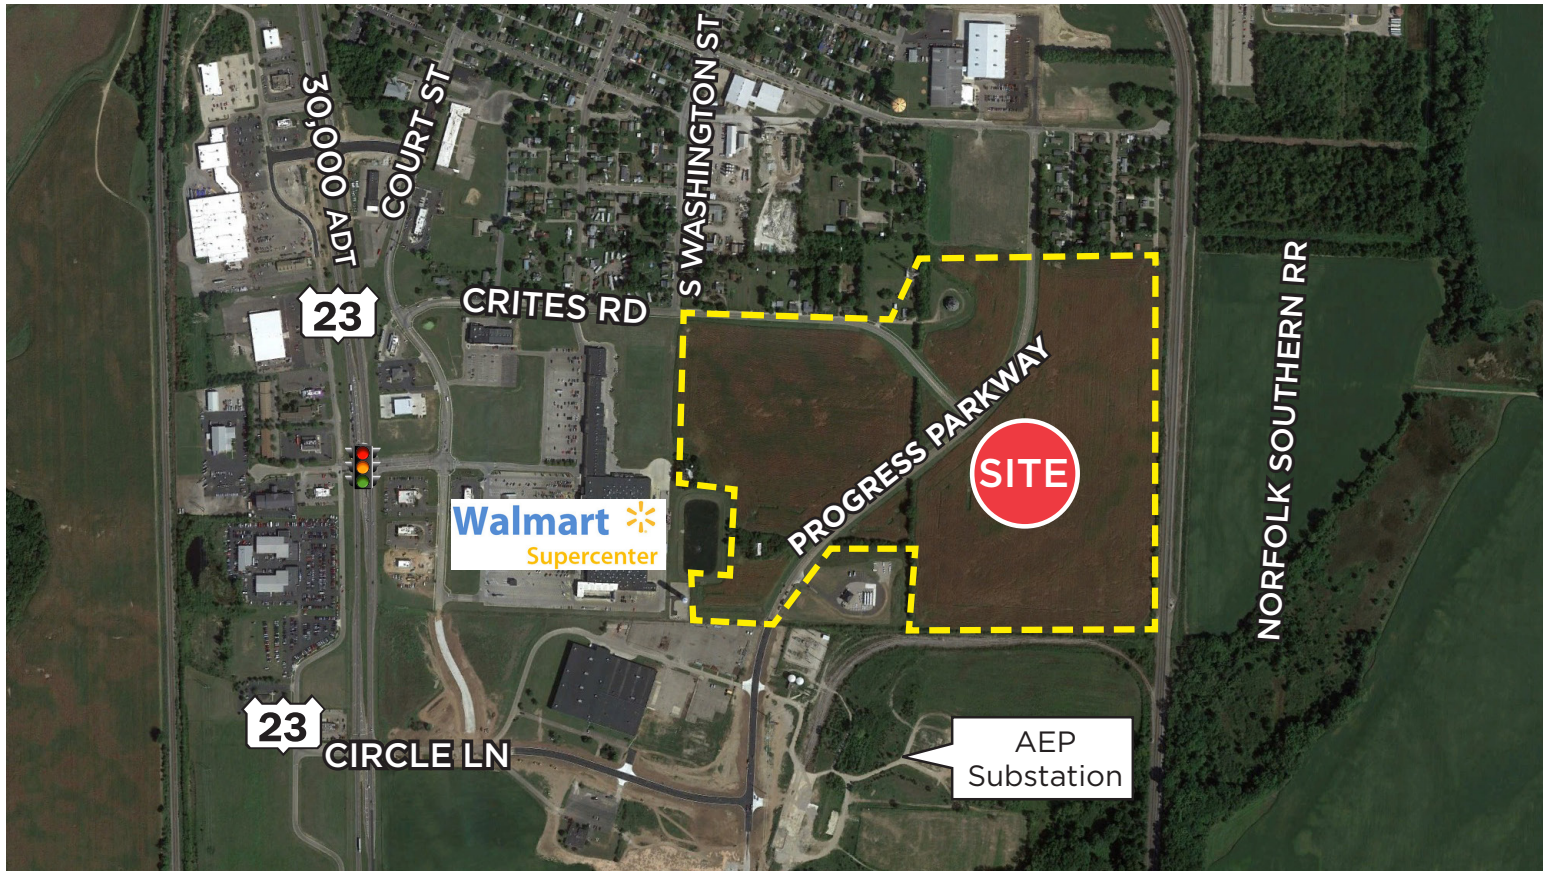 30,000 ADT
COURT ST
S WASHINGTON ST
23
CRITES RD
NORFOLK SOUTHERN RR
PROGRESS PARKWAY
SITE
Walmart
Supercenter
23
CIRCLE LN
AEP
Substation